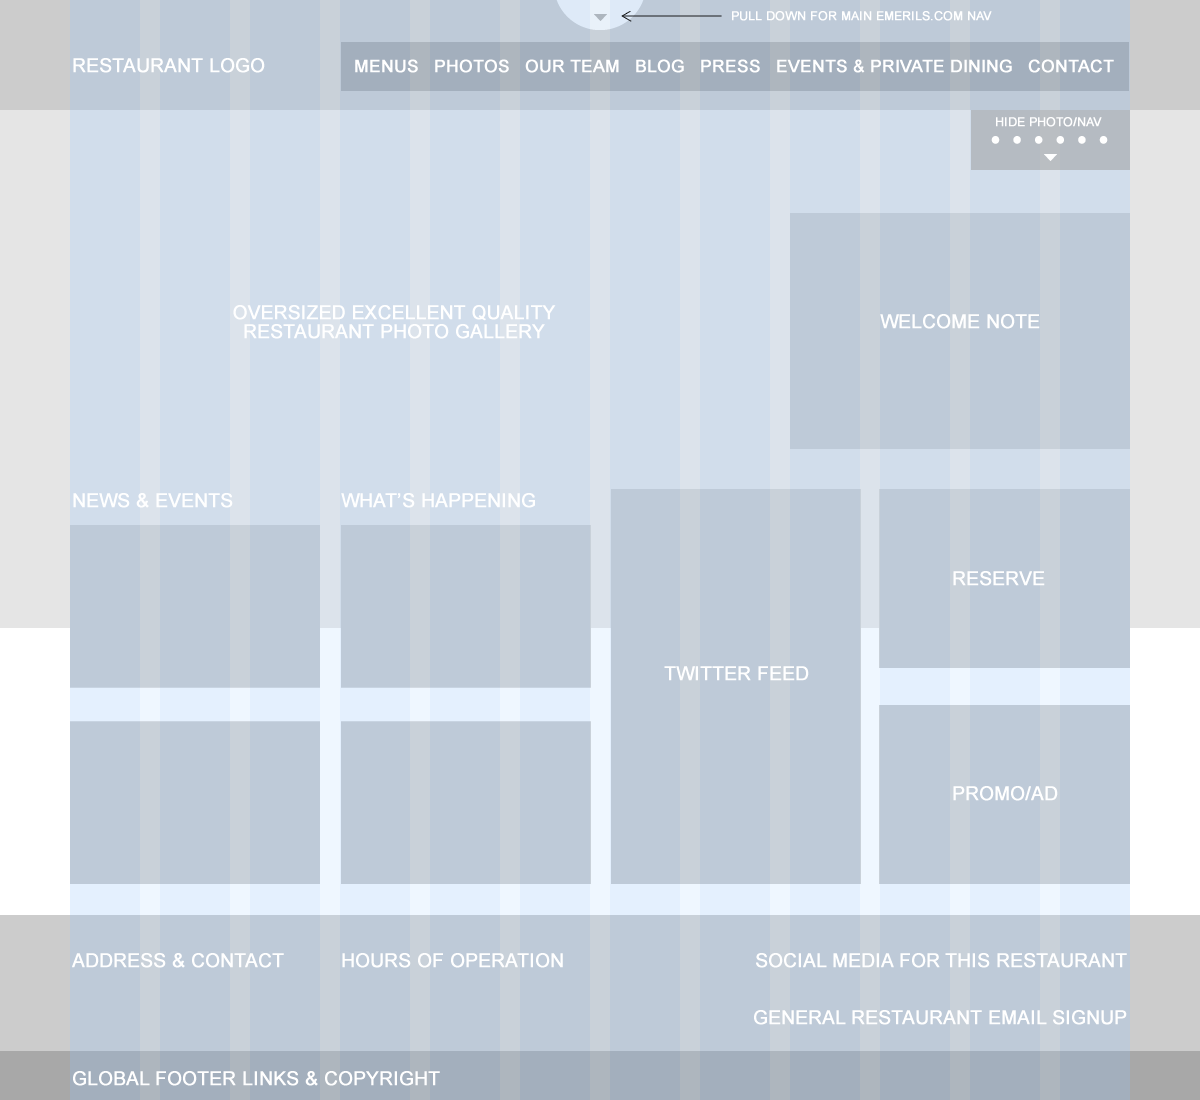 PULL DOWN FOR MAIN EMERILS.COM NAV
RESTAURANT LOGO
MENUS PHOTOS OUR TEAM BLOG PRESS EVENTS & PRIVATE DINING CONTACT
HIDE PHOTO/NAV
OVERSIZED EXCELLENT QUALITY
RESTAURANT PHOTO GALLERY
WELCOME NOTE
NEWS & EVENTS
WHAT'S HAPPENING
RESERVE
TWITTER FEED
PROMO/AD
ADDRESS & CONTACT
HOURS OF OPERATION
SOCIAL MEDIA FOR THIS RESTAURANT
GENERAL RESTAURANT EMAIL SIGNUP
GLOBAL FOOTER LINKS & COPYRIGHT